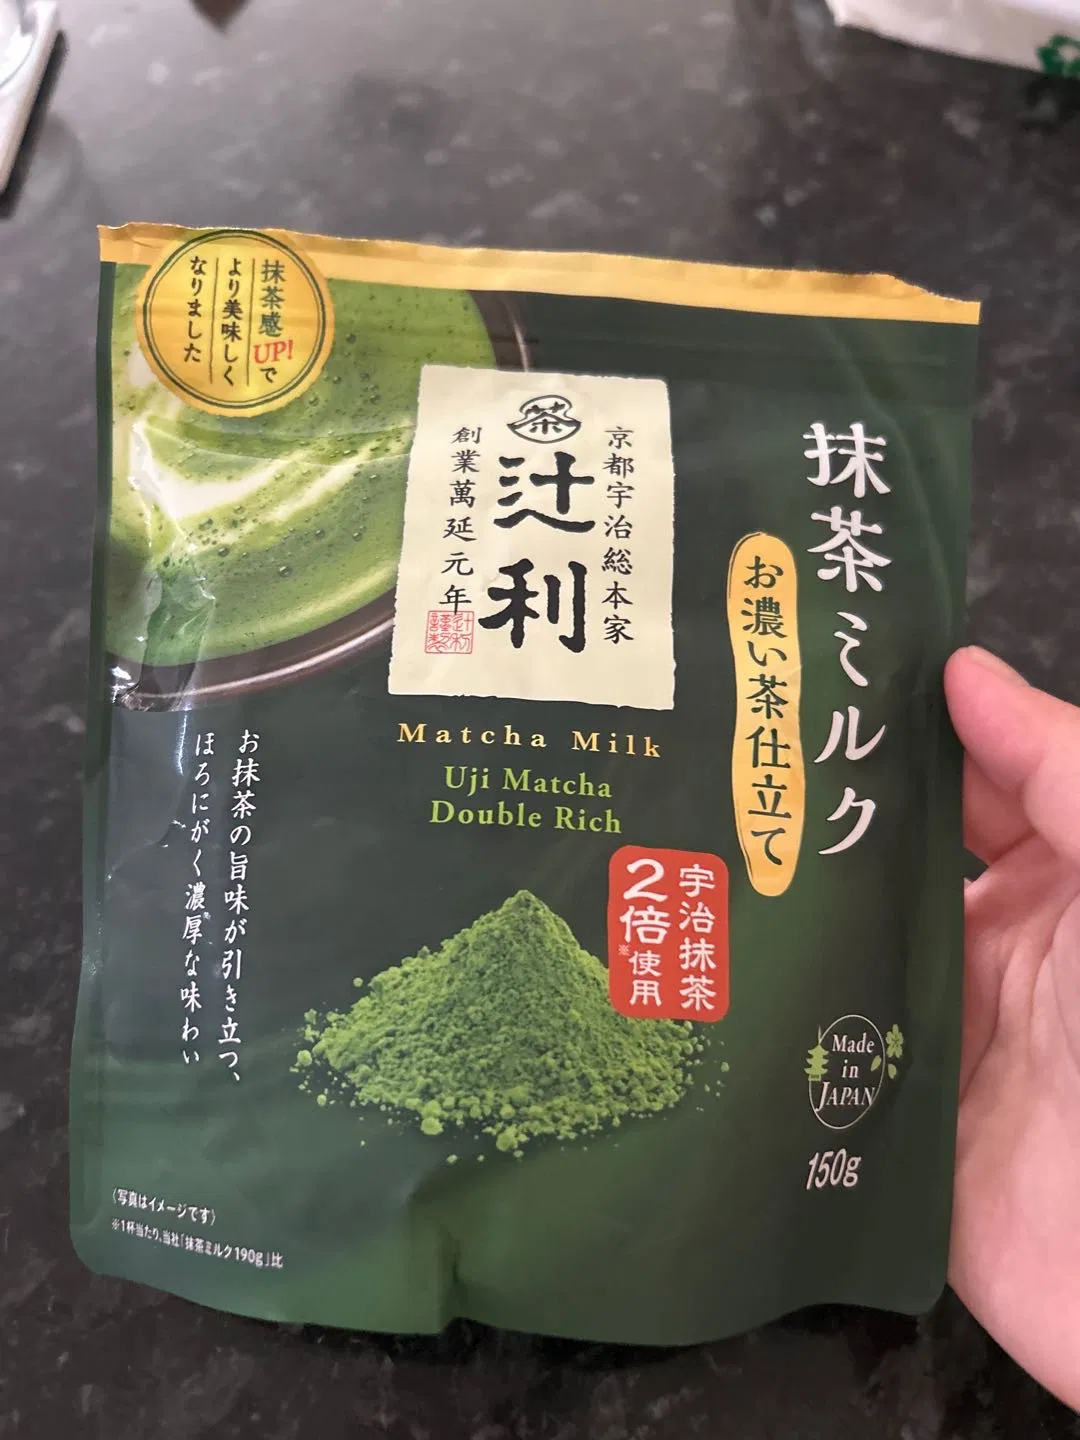 抹茶感
UP!で
より美味しく
なりました
茶
京都宇治総本家
辻利
創業萬延元年
辻利
謹製
抹茶ミルク
お濃い茶仕立て
Matcha Milk
Uji Matcha
Double Rich
宇治抹茶
2倍
※使用
お抹茶の旨味が引き立つ、
ほろにがく濃厚な味わい
Made
in
JAPAN
150g
〈写真はイメージです〉
※1杯当たり、当社「抹茶ミルク190g」比